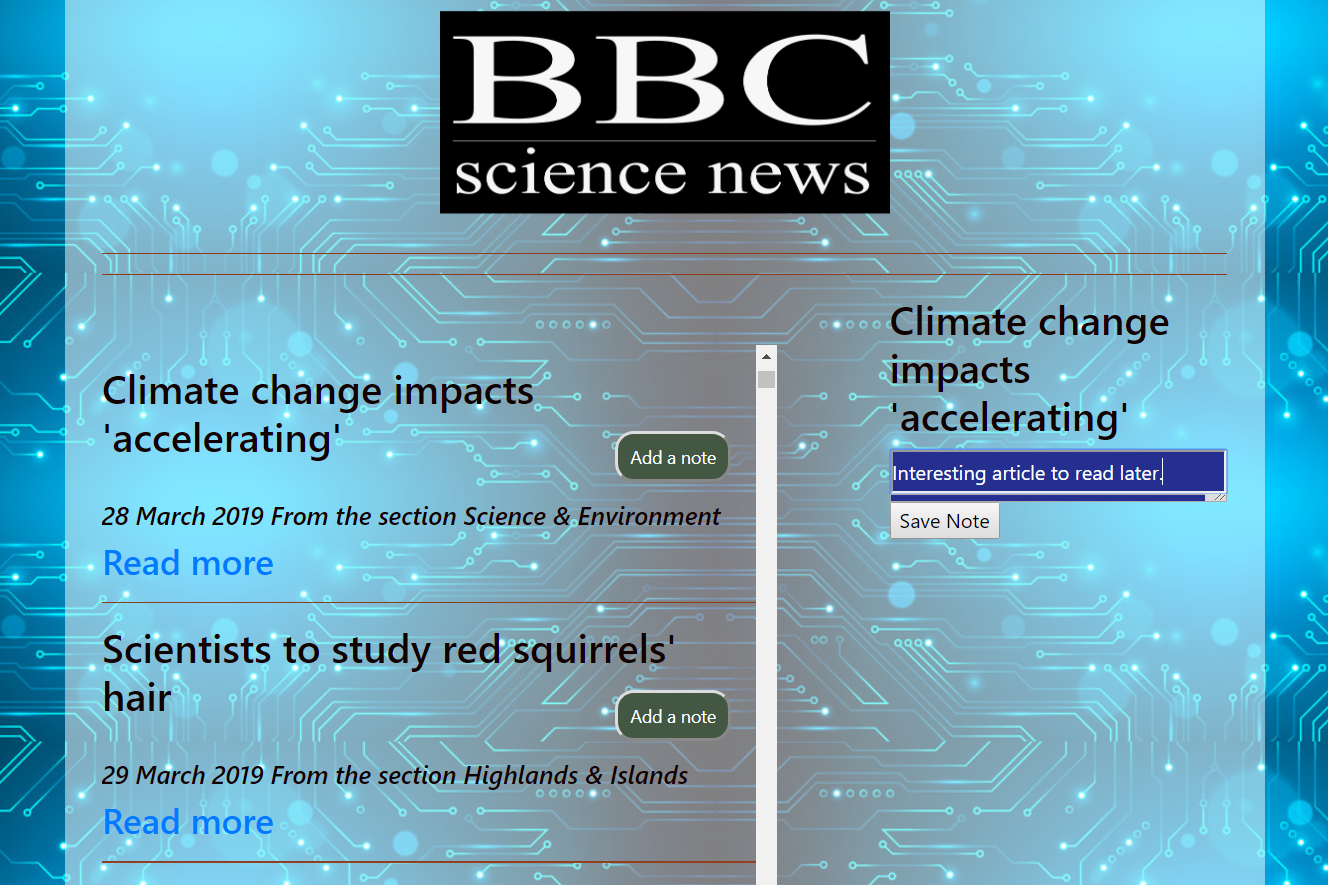 BBC
science news
Climate change impacts
'accelerating'
Add a note
28 March 2019 From the section Science & Environment
Read more
Scientists to study red squirrels'
hair
Add a note
29 March 2019 From the section Highlands & Islands
Read more
Climate change
impacts
'accelerating'
Interesting article to read later.
Save Note